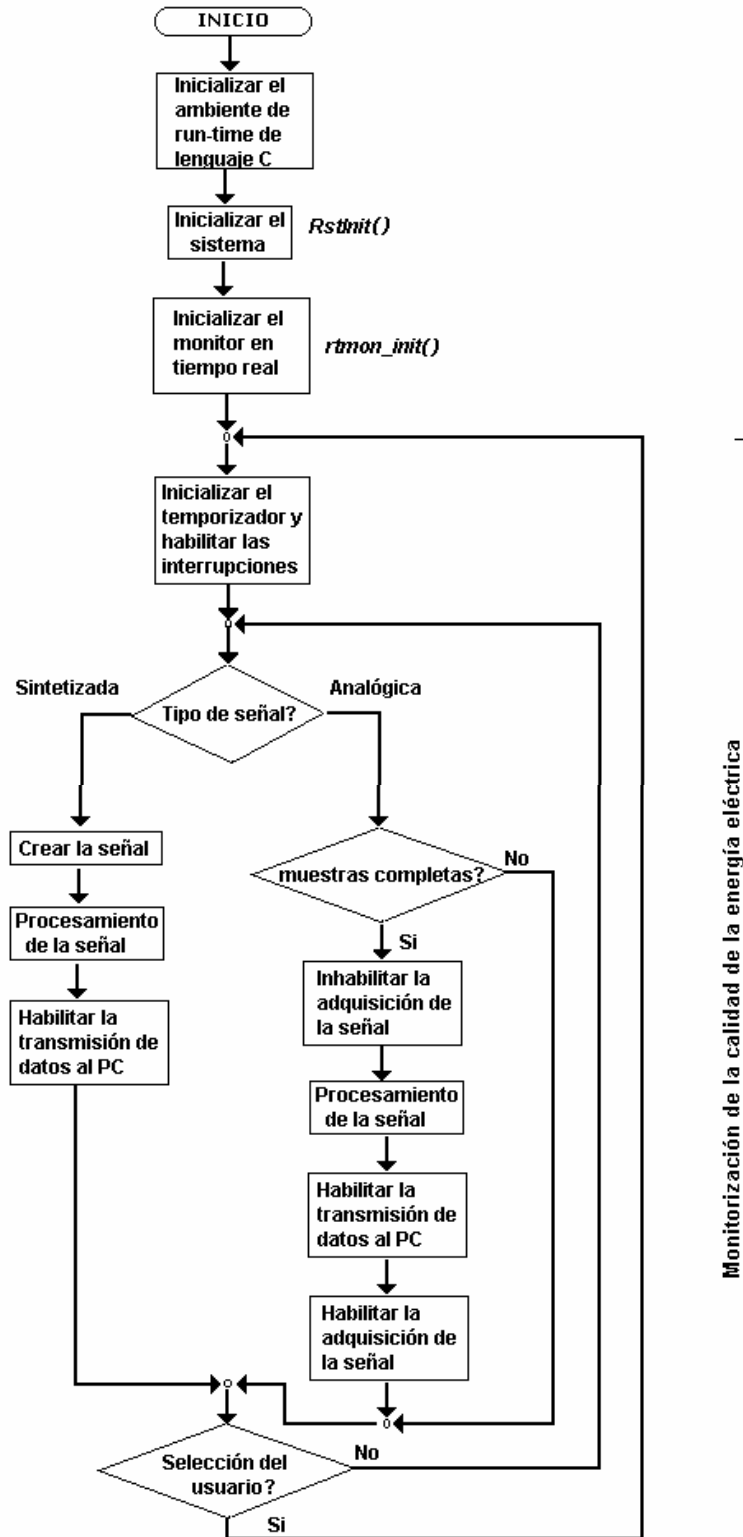 INICIO
Inicializar el
ambiente de
run-time de
lenguaje C
Inicializar el
sistema
RstInit()
Inicializar el
monitor en
tiempo real
rtmon_init()
Inicializar el
temporizador y
habilitar las
interrupciones
Sintetizada
Analógica
Tipo de señal?
Crear la señal
Procesamiento
de la señal
Habilitar la
transmisión de
datos al PC
muestras completas?
No
Si
Inhabilitar la
adquisición de
la señal
Procesamiento
de la señal
Habilitar la
transmisión de
datos al PC
Habilitar la
adquisición de
la señal
Selección del
usuario?
No
Si
Monitorización de la calidad de la energía eléctrica